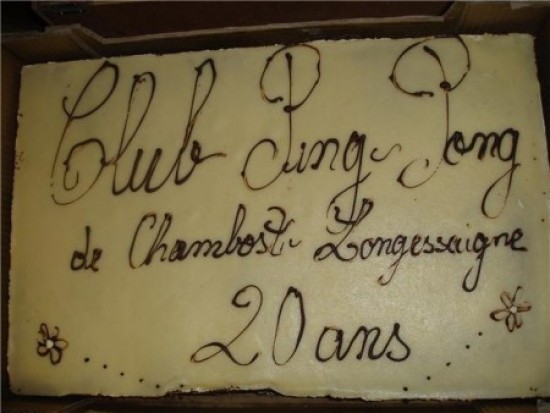 Club Ping-Pong
de Chambost-Longessaigne
20 ans